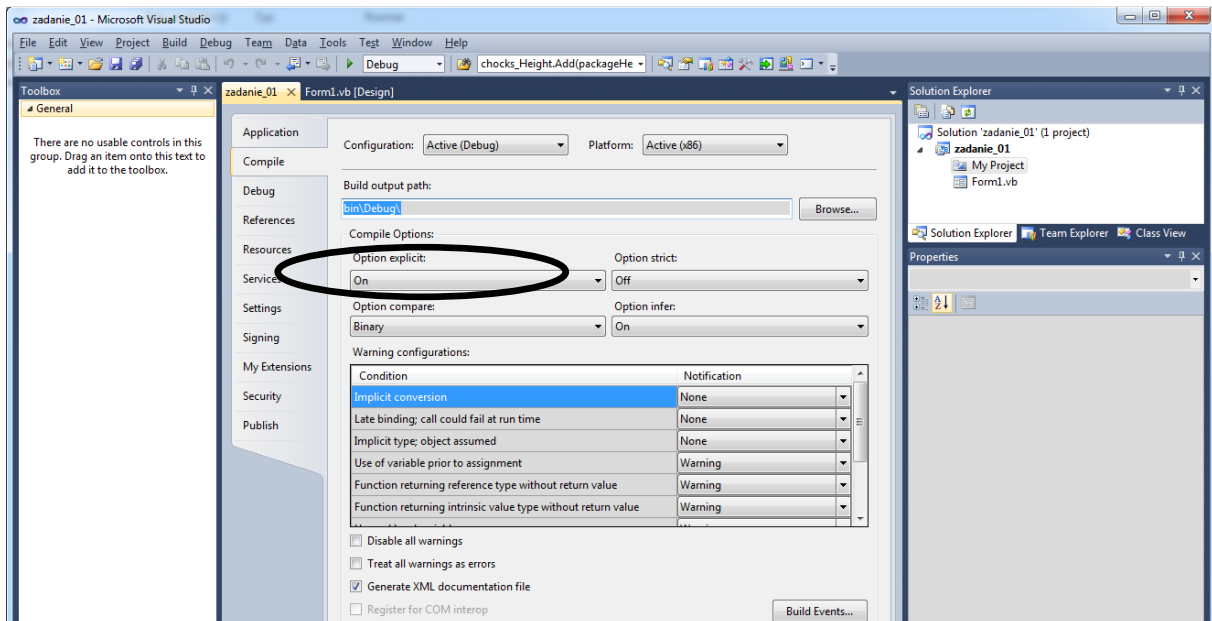 zadanie_01 - Microsoft Visual Studio
File Edit View Project Build Debug Team Data Tools Test Window Help
Debug chocks_Height.Add(packageHe
Toolbox
General
There are no usable controls in this
group. Drag an item onto this text to
add it to the toolbox.
zadanie_01 Form1.vb [Design]
Application
Compile
Debug
References
Resources
Services
Settings
Signing
My Extensions
Security
Publish
Configuration: Active (Debug) Platform: Active (x86)
Build output path:
bin\Debug\ Browse...
Compile Options:
Option explicit: Option strict:
On Off
Option compare: Option infer:
Binary On
Warning configurations:
Condition Notification
Implicit conversion None
Late binding; call could fail at run time None
Implicit type; object assumed None
Use of variable prior to assignment Warning
Function returning reference type without return value Warning
Function returning intrinsic value type without return value Warning
Disable all warnings
Treat all warnings as errors
Generate XML documentation file
Register for COM interop
Build Events...
Solution Explorer
Solution 'zadanie_01' (1 project)
zadanie_01
My Project
Form1.vb
Solution Explorer Team Explorer Class View
Properties